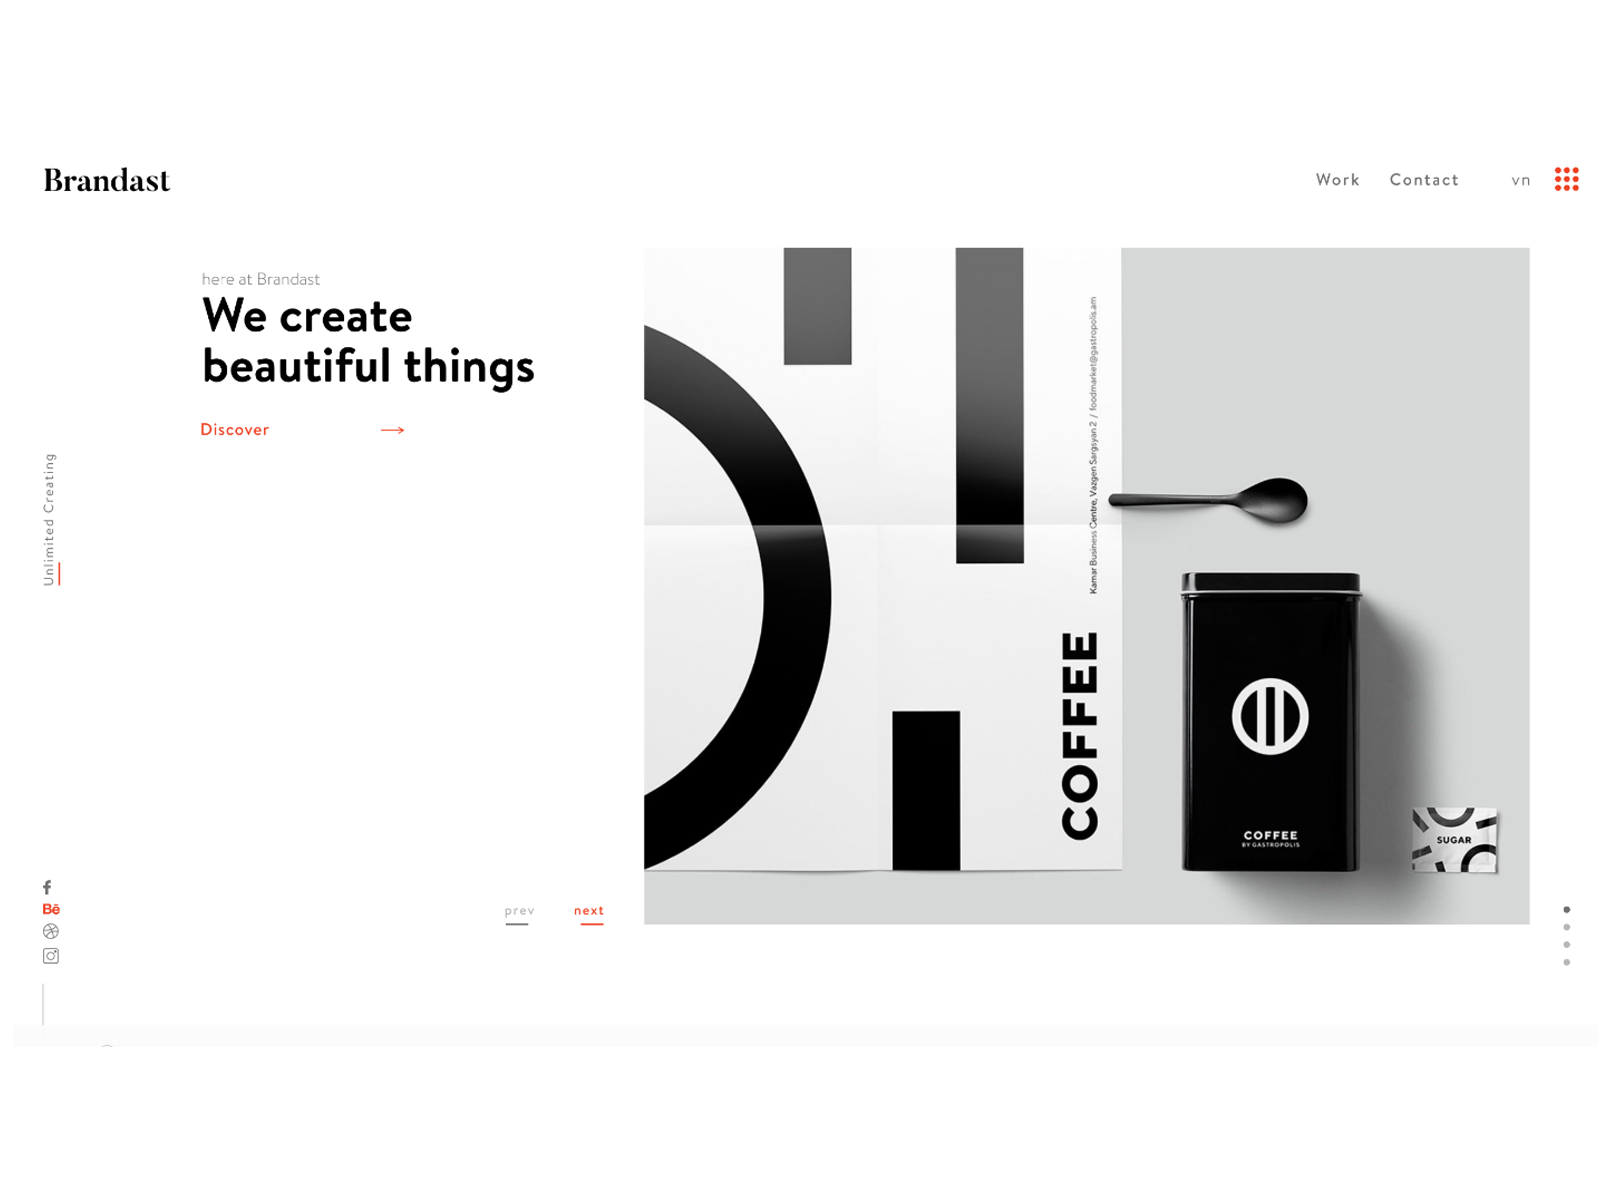 Brandast
Work
Contact
vn
here at Brandast
We create
beautiful things
Discover
Unlimited Creating
Kamar Business Centre, Vazgen Sargsyan 2 / foodmarket@gastropolis.am
COFFEE
COFFEE
BY GASTROPOLIS
SUGAR
Bē
prev
next